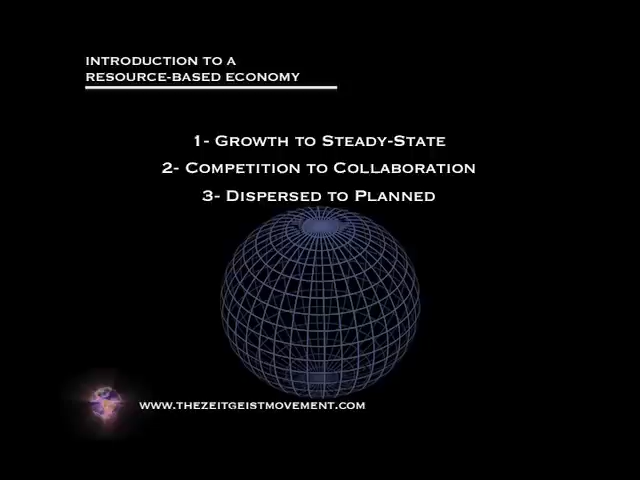 INTRODUCTION TO A
RESOURCE-BASED ECONOMY
1- GROWTH TO STEADY-STATE
2- COMPETITION TO COLLABORATION
3- DISPERSED TO PLANNED
WWW.THEZEITGEISTMOVEMENT.COM